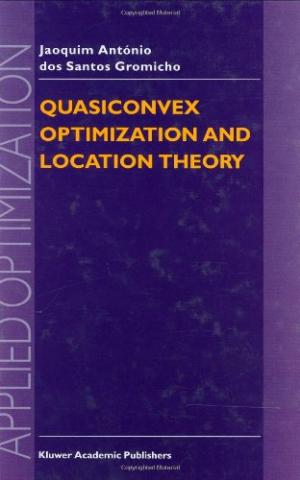 Jaoquim António
dos Santos Gromicho
QUASICONVEX
OPTIMIZATION AND
LOCATION THEORY
APPLIED OPTIMIZATION
Kluwer Academic Publishers